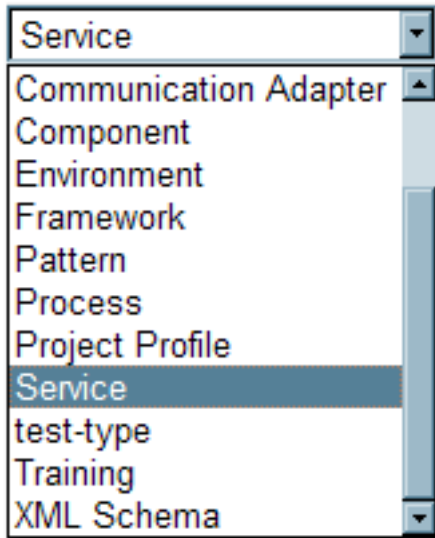 Service
Communication Adapter
Component
Environment
Framework
Pattern
Process
Project Profile
Service
test-type
Training
XML Schema